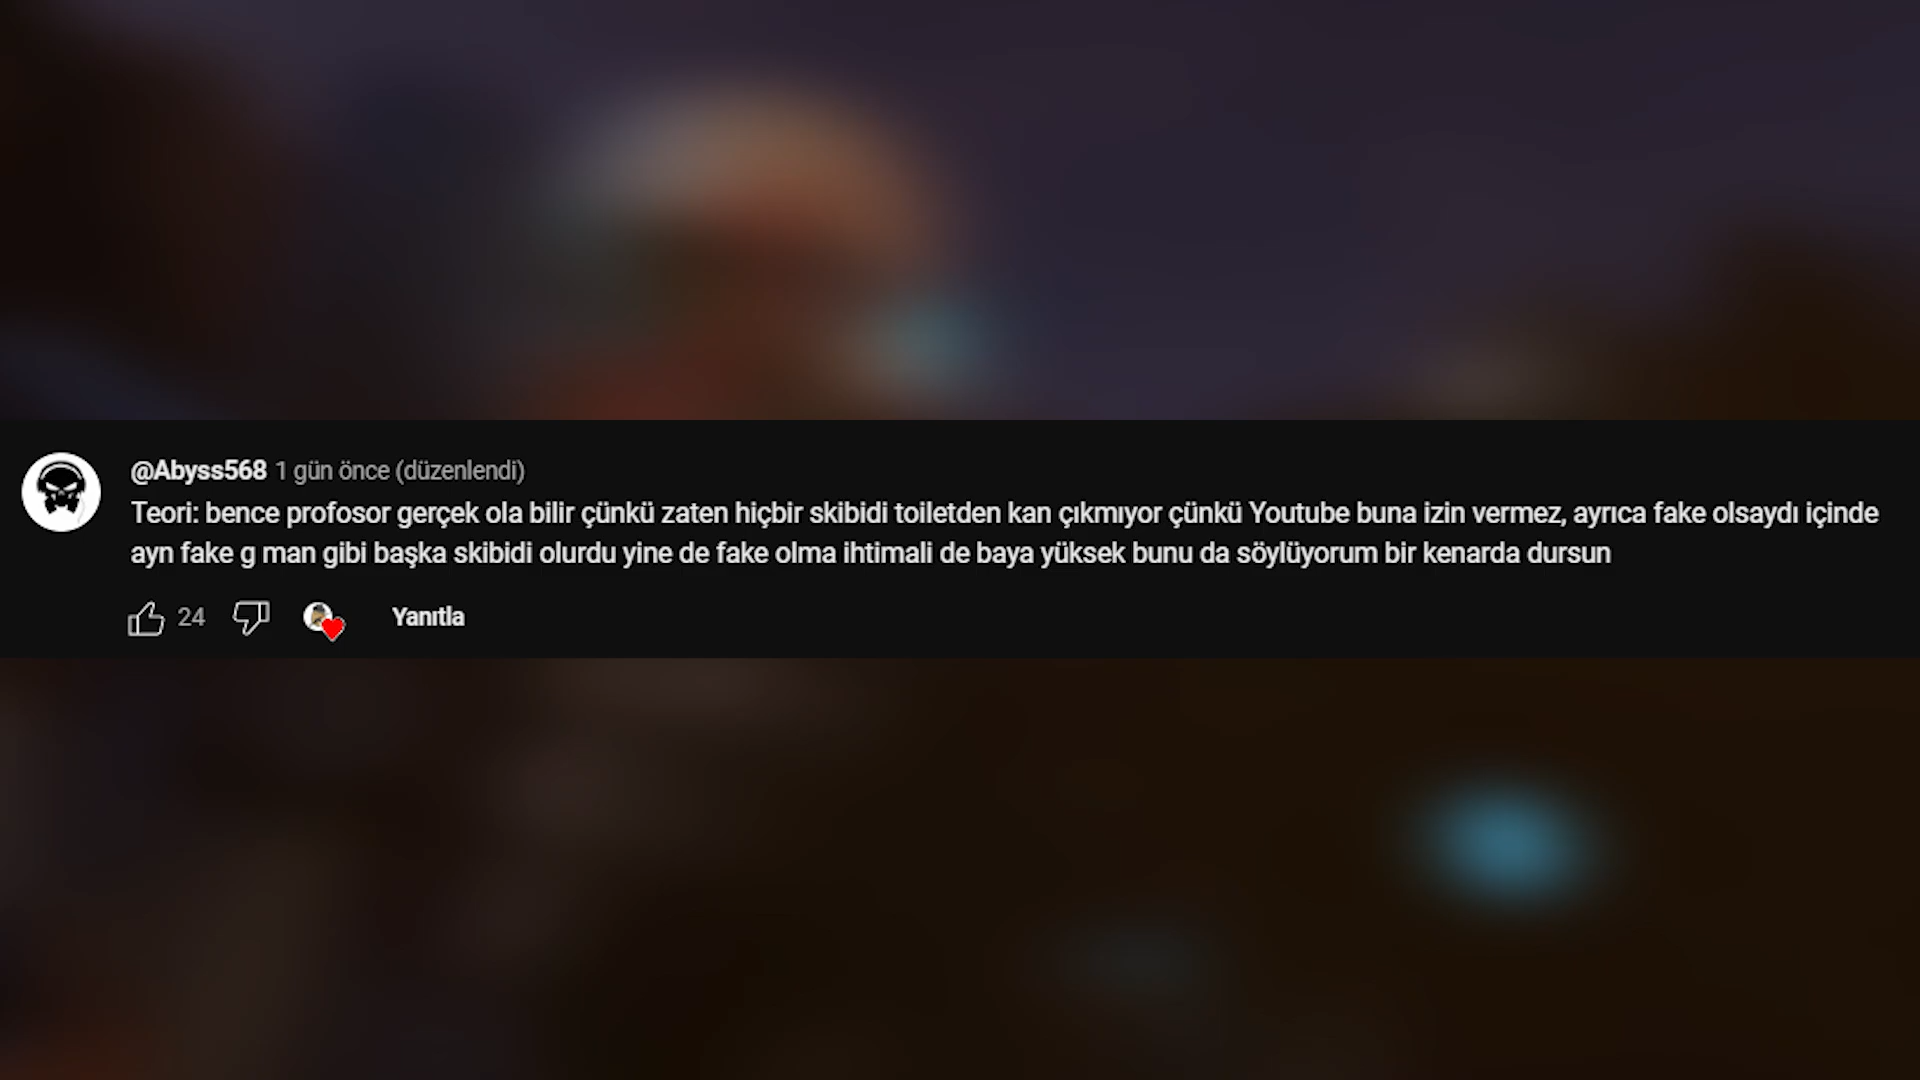 @Abyss568 1 gün önce (düzenlendi)
Teori: bence profosor gerçek ola bilir çünkü zaten hiçbir skibidi toiletden kan çıkmıyor çünkü Youtube buna izin vermez, ayrıca fake olsaydı içinde
ayn fake g man gibi başka skibidi olurdu yine de fake olma ihtimali de baya yüksek bunu da söylüyorum bir kenarda dursun
24 Yanıtla